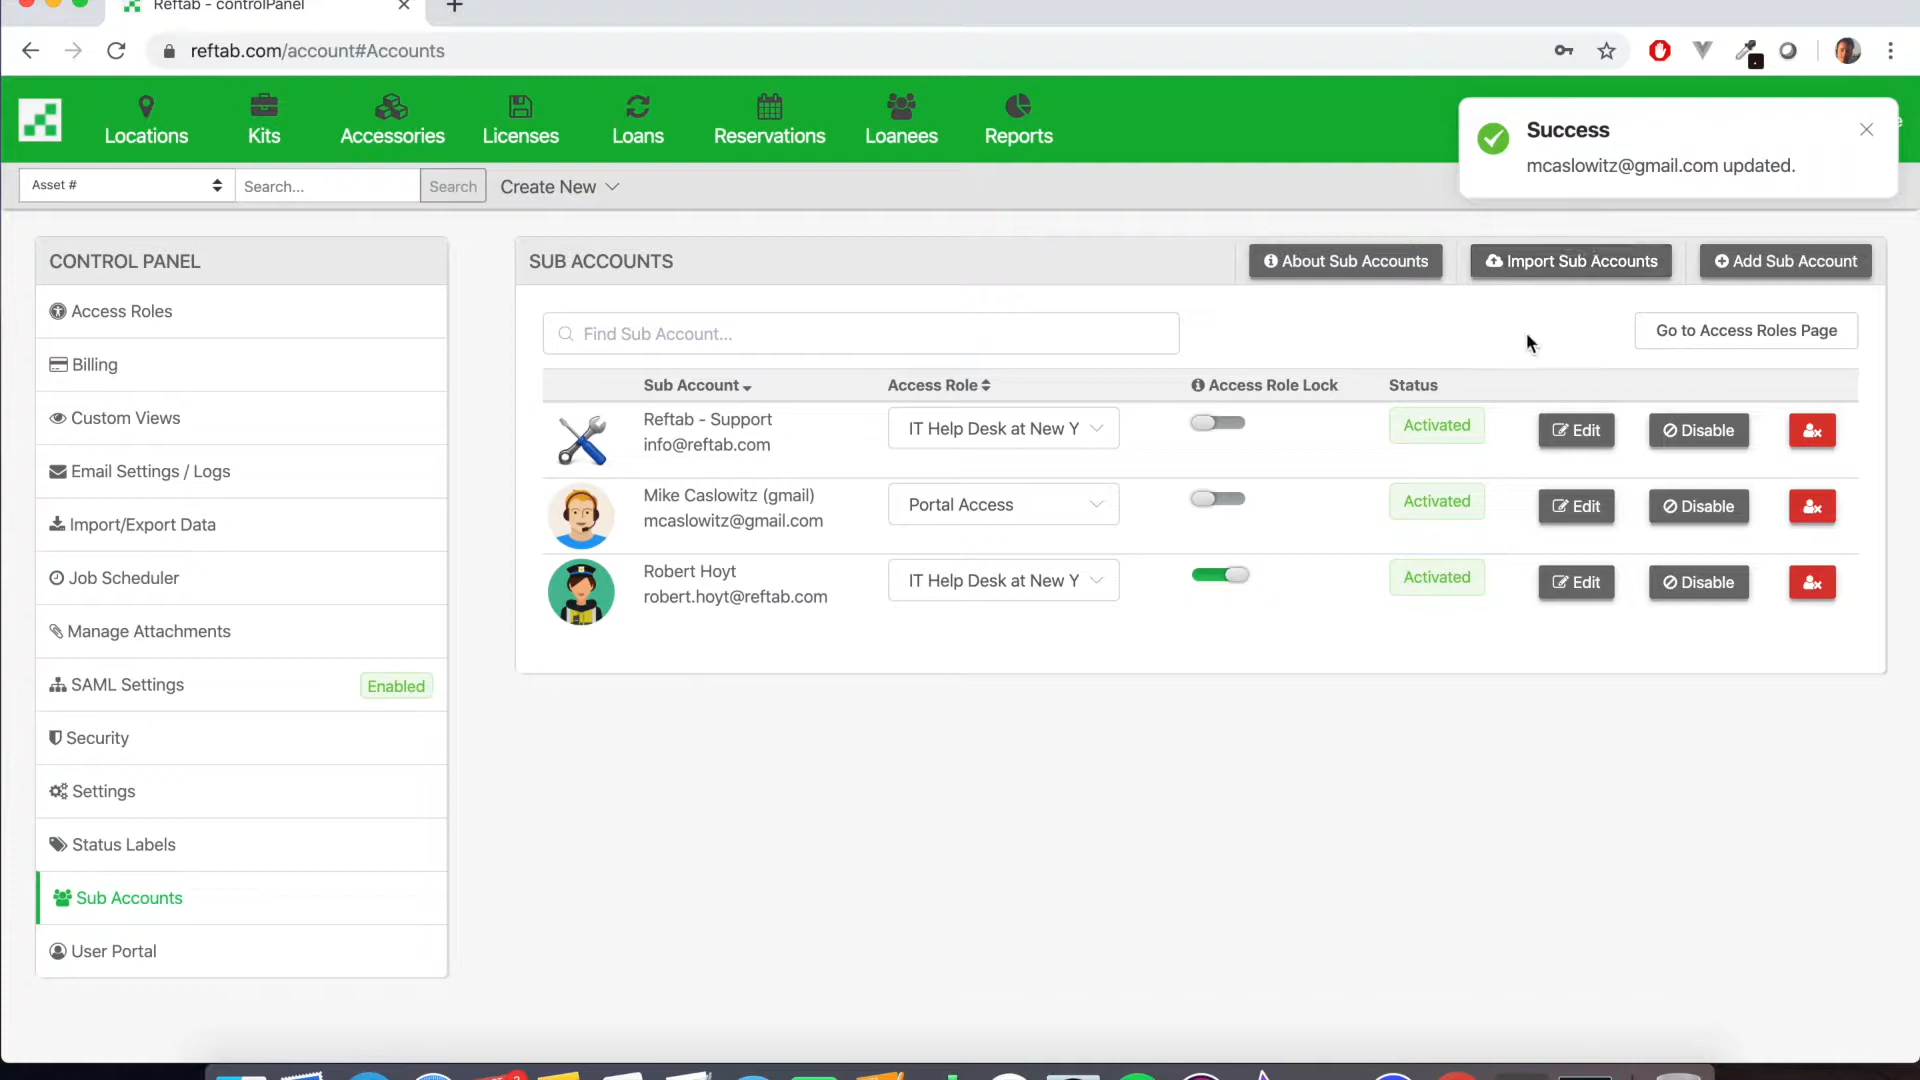 Reftab - controlPanel
reftab.com/account#Accounts
Locations
Kits
Accessories
Licenses
Loans
Reservations
Loanees
Reports
Success
mcaslowitz@gmail.com updated.
Asset #
Search...
Search
Create New
CONTROL PANEL
Access Roles
Billing
Custom Views
Email Settings / Logs
Import/Export Data
Job Scheduler
Manage Attachments
SAML Settings
Enabled
Security
Settings
Status Labels
Sub Accounts
User Portal
SUB ACCOUNTS
About Sub Accounts
Import Sub Accounts
Add Sub Account
Find Sub Account...
Go to Access Roles Page
Sub Account
Access Role
Access Role Lock
Status
Reftab - Support
info@reftab.com
IT Help Desk at New Y
Activated
Edit
Disable
Mike Caslowitz (gmail)
mcaslowitz@gmail.com
Portal Access
Activated
Edit
Disable
Robert Hoyt
robert.hoyt@reftab.com
IT Help Desk at New Y
Activated
Edit
Disable